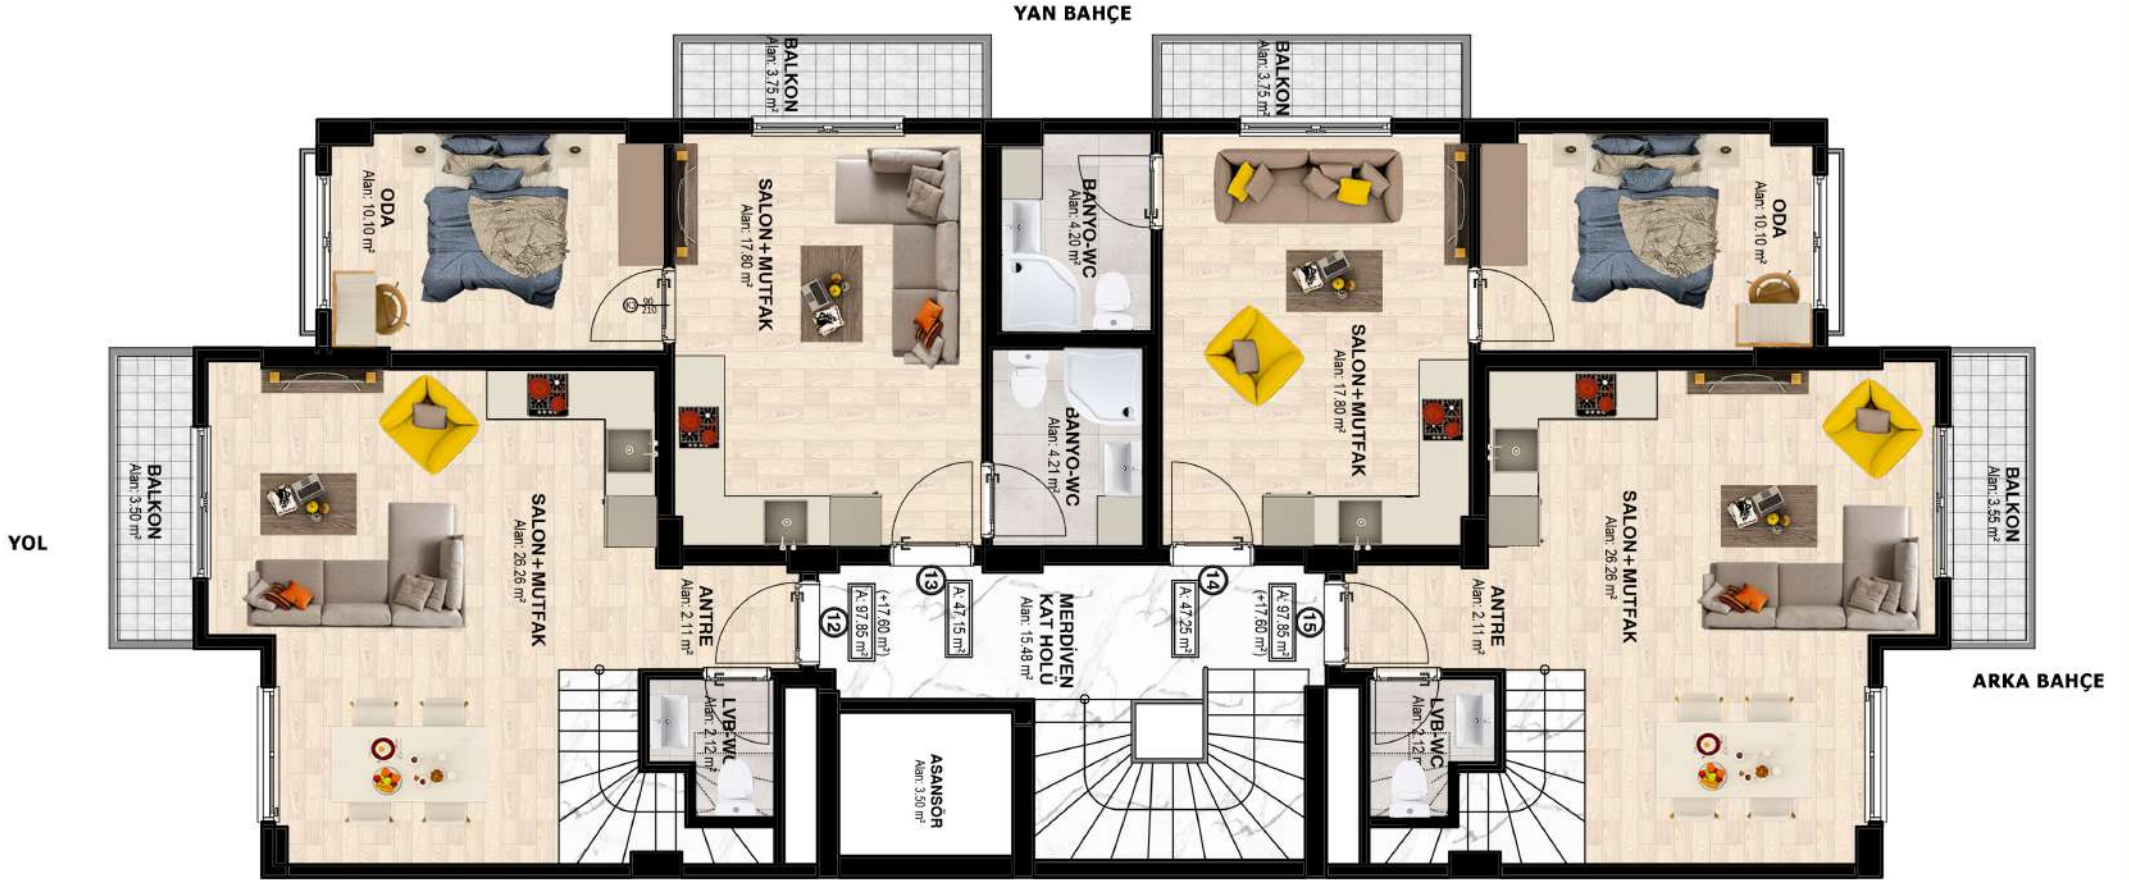 YAN BAHÇE
BALKON
Alan: 3.75 m²
BALKON
Alan: 3.75 m²
ODA
Alan: 10.10 m²
SALON+MUTFAK
Alan: 17.80 m²
BANYO-WC
Alan: 4.20 m²
SALON+MUTFAK
Alan: 17.80 m²
ODA
Alan: 10.10 m²
90
210
BANYO-WC
Alan: 4.21 m²
YOL
BALKON
Alan: 3.50 m²
SALON+MUTFAK
Alan: 26.26 m²
ANTRE
Alan: 2.11 m²
12
A: 97.85 m²
(+17.60 m²)
13
A: 47.15 m²
MERDİVEN
KAT HOLÜ
Alan: 15.48 m²
14
A: 47.25 m²
15
A: 97.85 m²
(+17.60 m²)
ANTRE
Alan: 2.11 m²
SALON+MUTFAK
Alan: 26.26 m²
BALKON
Alan: 3.55 m²
ARKA BAHÇE
LVB-WC
Alan: 2.12 m²
ASANSÖR
Alan: 3.50 m²
LVB-WC
Alan: 2.12 m²